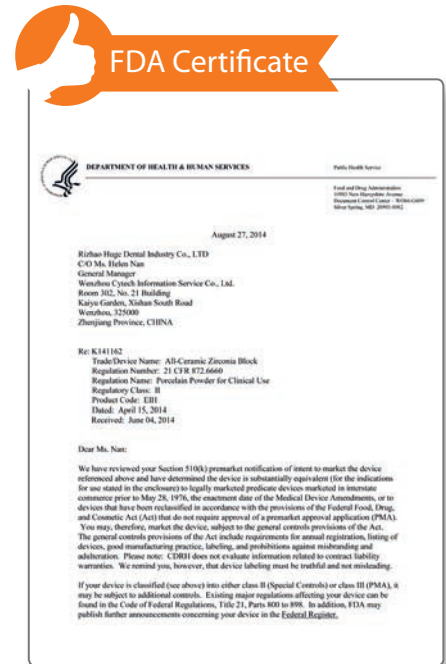 FDA Certificate
DEPARTMENT OF HEALTH & HUMAN SERVICES
Public Health Service
Food and Drug Administration
10903 New Hampshire Avenue
Document Control Center - WO66-G609
Silver Spring, MD 20993-0002
August 27, 2014
Rizhao Huge Dental Industry Co., LTD
C/O Ms. Helen Nan
General Manager
Wenzhou Cytech Information Service Co., Ltd.
Room 302, No. 21 Building
Kaiyu Garden, Xishan South Road
Wenzhou, 325000
Zhenjiang Province, CHINA
Re: K141162
Trade/Device Name: All-Ceramic Zirconia Block
Regulation Number: 21 CFR 872.6660
Regulation Name: Porcelain Powder for Clinical Use
Regulatory Class: II
Product Code: EIH
Dated: April 15, 2014
Received: June 04, 2014
Dear Ms. Nan:
We have reviewed your Section 510(k) premarket notification of intent to market the device
referenced above and have determined the device is substantially equivalent (for the indications
for use stated in the enclosure) to legally marketed predicate devices marketed in interstate
commerce prior to May 28, 1976, the enactment date of the Medical Device Amendments, or to
devices that have been reclassified in accordance with the provisions of the Federal Food, Drug,
and Cosmetic Act (Act) that do not require approval of a premarket approval application (PMA).
You may, therefore, market the device, subject to the general controls provisions of the Act.
The general controls provisions of the Act include requirements for annual registration, listing of
devices, good manufacturing practice, labeling, and prohibitions against misbranding and
adulteration. Please note: CDRH does not evaluate information related to contract liability
warranties. We remind you, however, that device labeling must be truthful and not misleading.
If your device is classified (see above) into either class II (Special Controls) or class III (PMA), it
may be subject to additional controls. Existing major regulations affecting your device can be
found in the Code of Federal Regulations, Title 21, Parts 800 to 898. In addition, FDA may
publish further announcements concerning your device in the Federal Register.